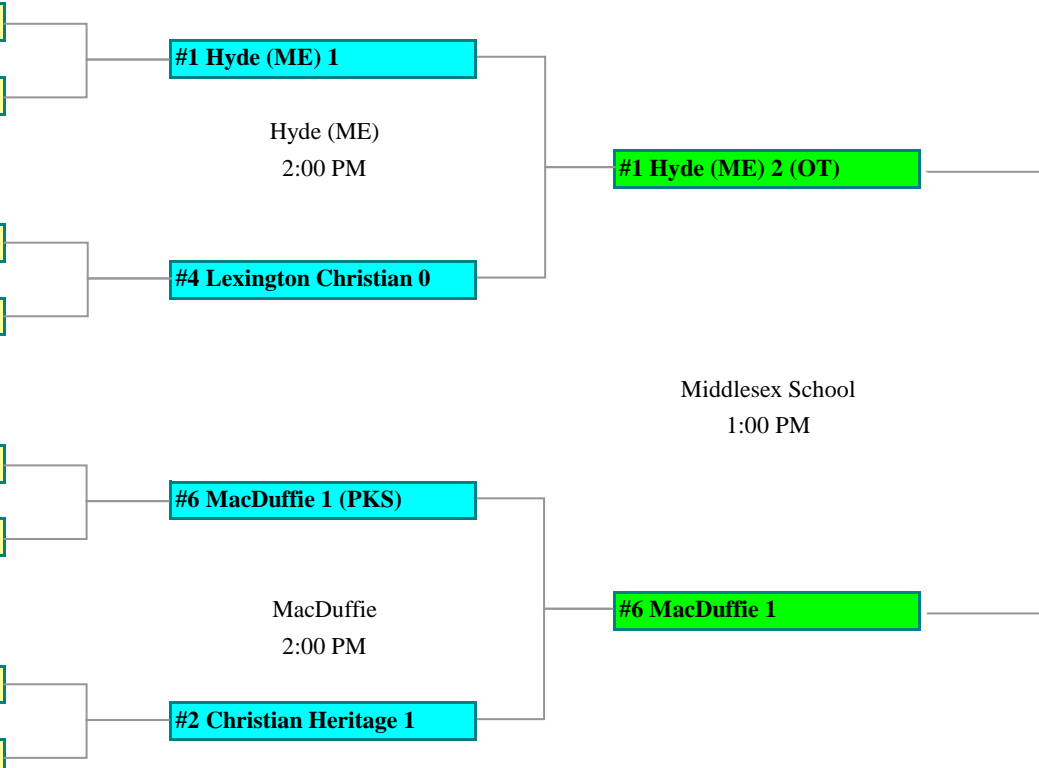 #1 Hyde (ME) 1
Hyde (ME)
2:00 PM
#1 Hyde (ME) 2 (OT)
#4 Lexington Christian 0
Middlesex School
1:00 PM
#6 MacDuffie 1 (PKS)
MacDuffie
2:00 PM
#6 MacDuffie 1
#2 Christian Heritage 1